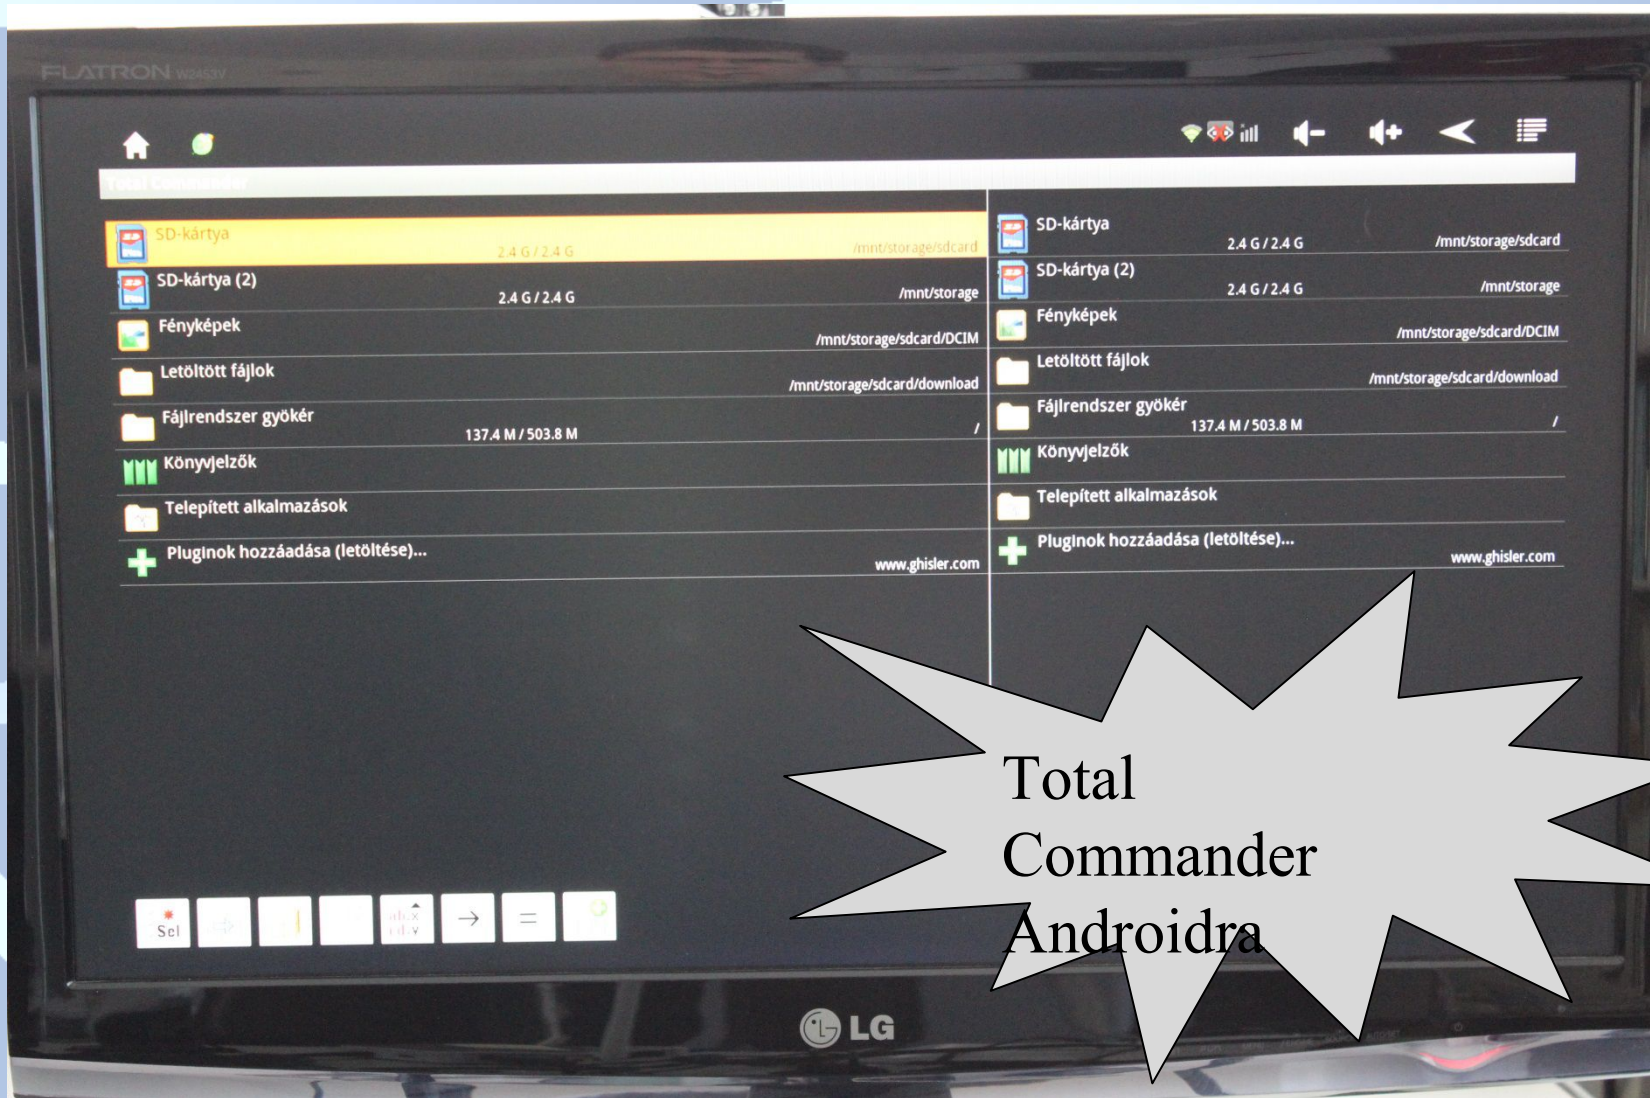 FLATRON W2453V
Total Commander
SD-kártya
2.4 G / 2.4 G
/mnt/storage/sdcard
SD-kártya (2)
2.4 G / 2.4 G
/mnt/storage
Fényképek
/mnt/storage/sdcard/DCIM
Letöltött fájlok
/mnt/storage/sdcard/download
Fájlrendszer gyökér
137.4 M / 503.8 M
/
Könyvjelzők
Telepített alkalmazások
Pluginok hozzáadása (letöltése)...
www.ghisler.com
SD-kártya
2.4 G / 2.4 G
/mnt/storage/sdcard
SD-kártya (2)
2.4 G / 2.4 G
/mnt/storage
Fényképek
/mnt/storage/sdcard/DCIM
Letöltött fájlok
/mnt/storage/sdcard/download
Fájlrendszer gyökér
137.4 M / 503.8 M
/
Könyvjelzők
Telepített alkalmazások
Pluginok hozzáadása (letöltése)...
www.ghisler.com
Total
Commander
Androidra
Sel
=
LG